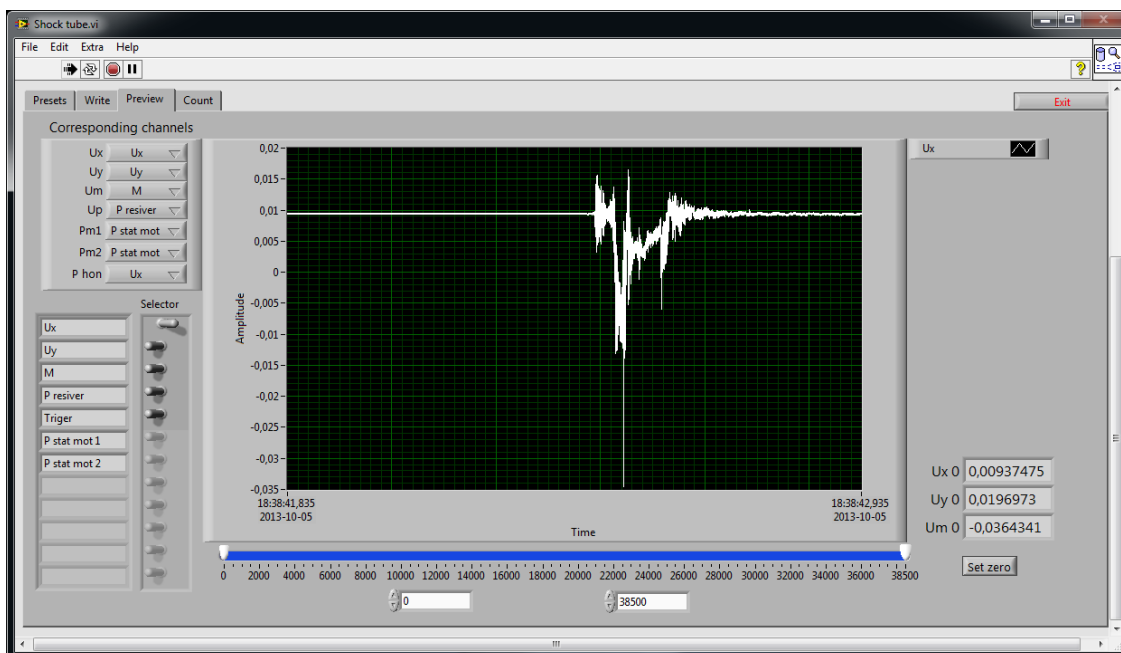 Shock tube.vi
File Edit Extra Help
Presets Write Preview Count
Exit
Corresponding channels
Ux Ux
Uy Uy
Um M
Up P resiver
Pm1 P stat mot
Pm2 P stat mot
P hon Ux
Selector
Ux
Uy
M
P resiver
Triger
P stat mot 1
P stat mot 2
Amplitude
0,02
0,015
0,01
0,005
0
-0,005
-0,01
-0,015
-0,02
-0,025
-0,03
-0,035
18:38:41,835
2013-10-05
18:38:42,935
2013-10-05
Time
0 2000 4000 6000 8000 10000 12000 14000 16000 18000 20000 22000 24000 26000 28000 30000 32000 34000 36000 38500
0
38500
Ux
Ux 0 0,00937475
Uy 0 0,0196973
Um 0 -0,0364341
Set zero